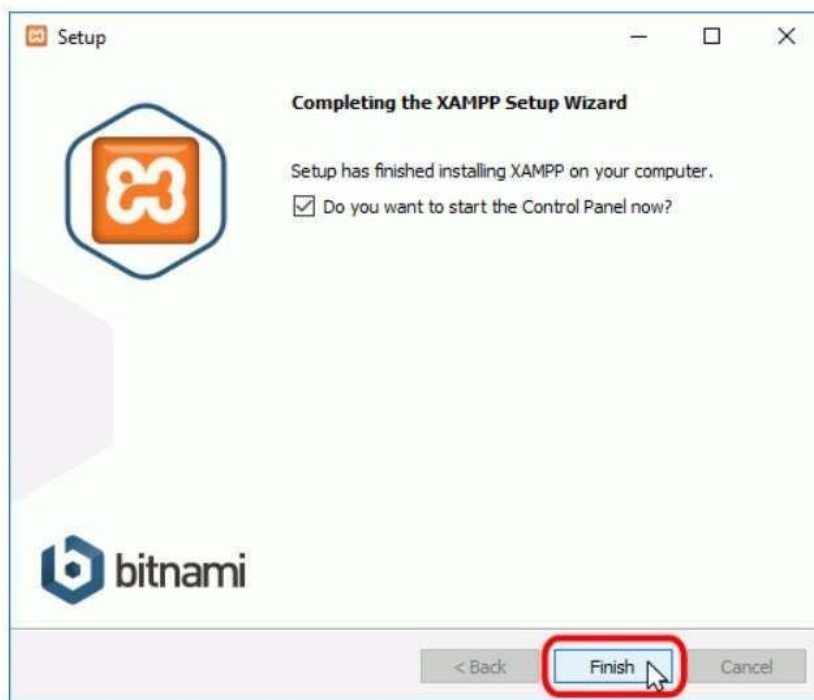 Setup
Completing the XAMPP Setup Wizard
Setup has finished installing XAMPP on your computer.
Do you want to start the Control Panel now?
bitnami
< Back Finish Cancel